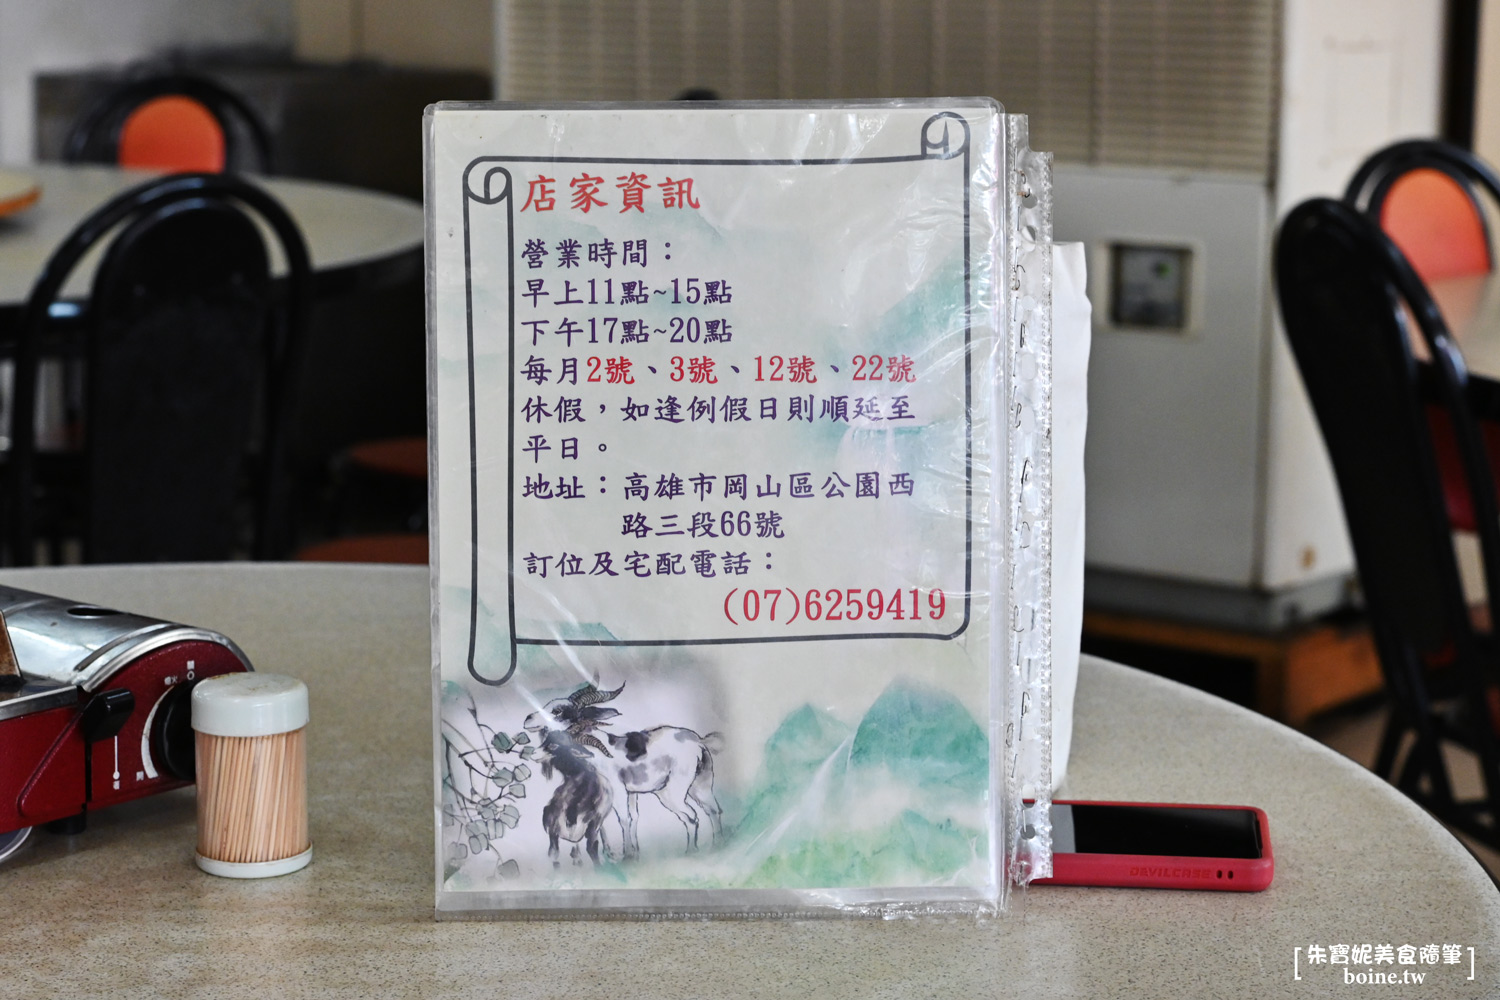 店家資訊
營業時間：
早上11點~15點
下午17點~20點
每月2號、3號、12號、22號
休假，如逢例假日則順延至
平日。
地址：高雄市岡山區公園西
路三段66號
訂位及宅配電話：
(07)6259419
DEVILCASE
朱寶妮美食隨筆
boine.tw